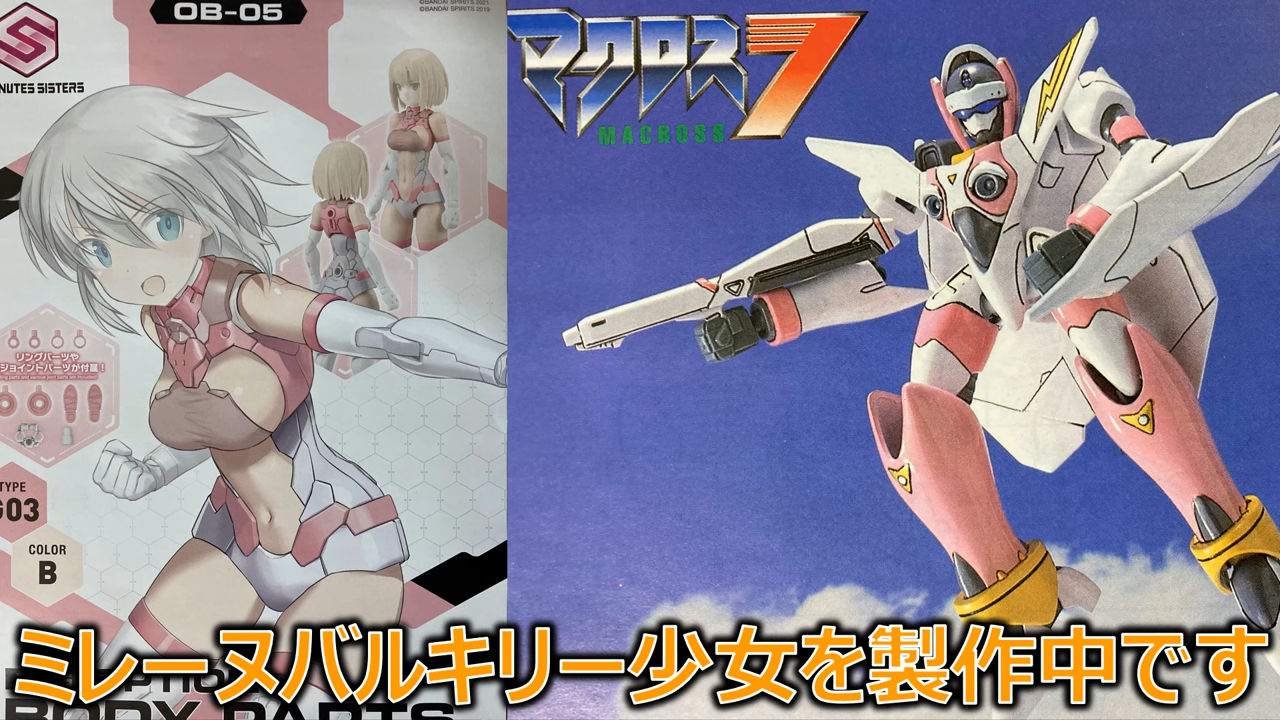 OB-05
©BANDAI SPIRITS 2021
©BANDAI SPIRITS 2019
NUTES SISTERS
リングパーツや
ジョイントパーツが付属!
TYPE
G03
COLOR
B
マクロス7
MACROSS
ミレーヌバルキリー少女を製作中です
BODY PARTS